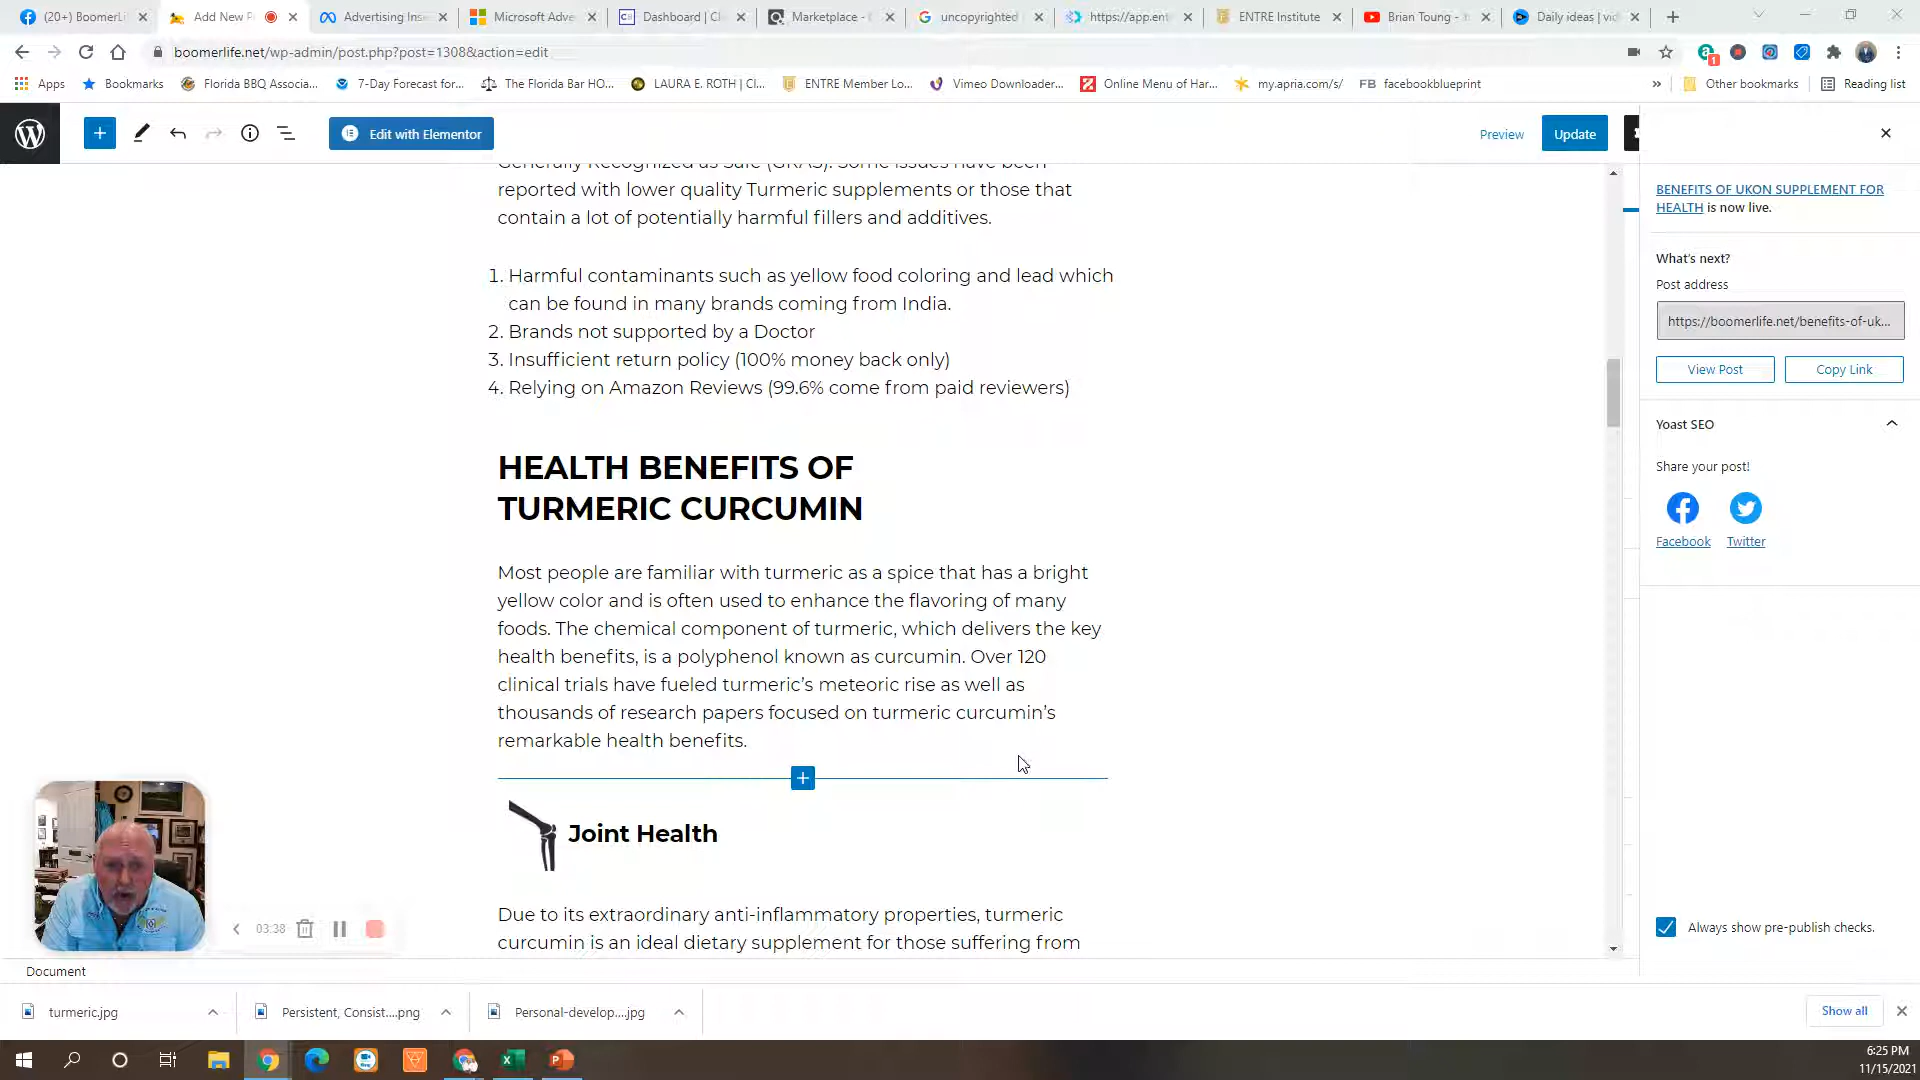 (20+) BoomerLi
Add New P
Advertising Ins
Microsoft Adve
Dashboard | Cl
Marketplace -
uncopyrighted
https://app.ent
ENTRE Institute
Brian Toung -
Daily ideas | vid
boomerlife.net/wp-admin/post.php?post=1308&action=edit
Apps
Bookmarks
Florida BBQ Associa...
7-Day Forecast for...
The Florida Bar HO...
LAURA E. ROTH | Cl...
ENTRE Member Lo...
Vimeo Downloader...
Online Menu of Har...
my.apria.com/s/
FB facebookblueprint
Other bookmarks
Reading list
Edit with Elementor
Preview
Update
Generally Recognized as Safe (GRAS). Some issues have been
reported with lower quality Turmeric supplements or those that
contain a lot of potentially harmful fillers and additives.
1. Harmful contaminants such as yellow food coloring and lead which
can be found in many brands coming from India.
2. Brands not supported by a Doctor
3. Insufficient return policy (100% money back only)
4. Relying on Amazon Reviews (99.6% come from paid reviewers)
HEALTH BENEFITS OF
TURMERIC CURCUMIN
Most people are familiar with turmeric as a spice that has a bright
yellow color and is often used to enhance the flavoring of many
foods. The chemical component of turmeric, which delivers the key
health benefits, is a polyphenol known as curcumin. Over 120
clinical trials have fueled turmeric’s meteoric rise as well as
thousands of research papers focused on turmeric curcumin’s
remarkable health benefits.
Joint Health
Due to its extraordinary anti-inflammatory properties, turmeric
curcumin is an ideal dietary supplement for those suffering from
BENEFITS OF UKON SUPPLEMENT FOR
HEALTH is now live.
What's next?
Post address
https://boomerlife.net/benefits-of-uk...
View Post
Copy Link
Yoast SEO
Share your post!
Facebook
Twitter
Always show pre-publish checks.
03:38
Document
turmeric.jpg
Persistent, Consist....png
Personal-develop....jpg
Show all
6:25 PM
11/15/2021